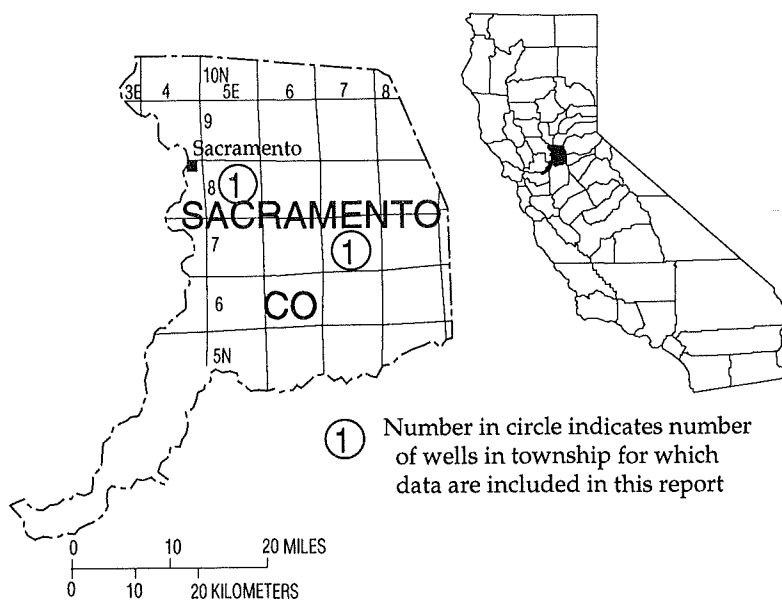 10N
3E 4 5E 6 7 8
9
Sacramento
8 1
SACRAMENTO
7 1
6 CO
5N
1 Number in circle indicates number
of wells in township for which
data are included in this report
0 10 20 MILES
0 10 20 KILOMETERS